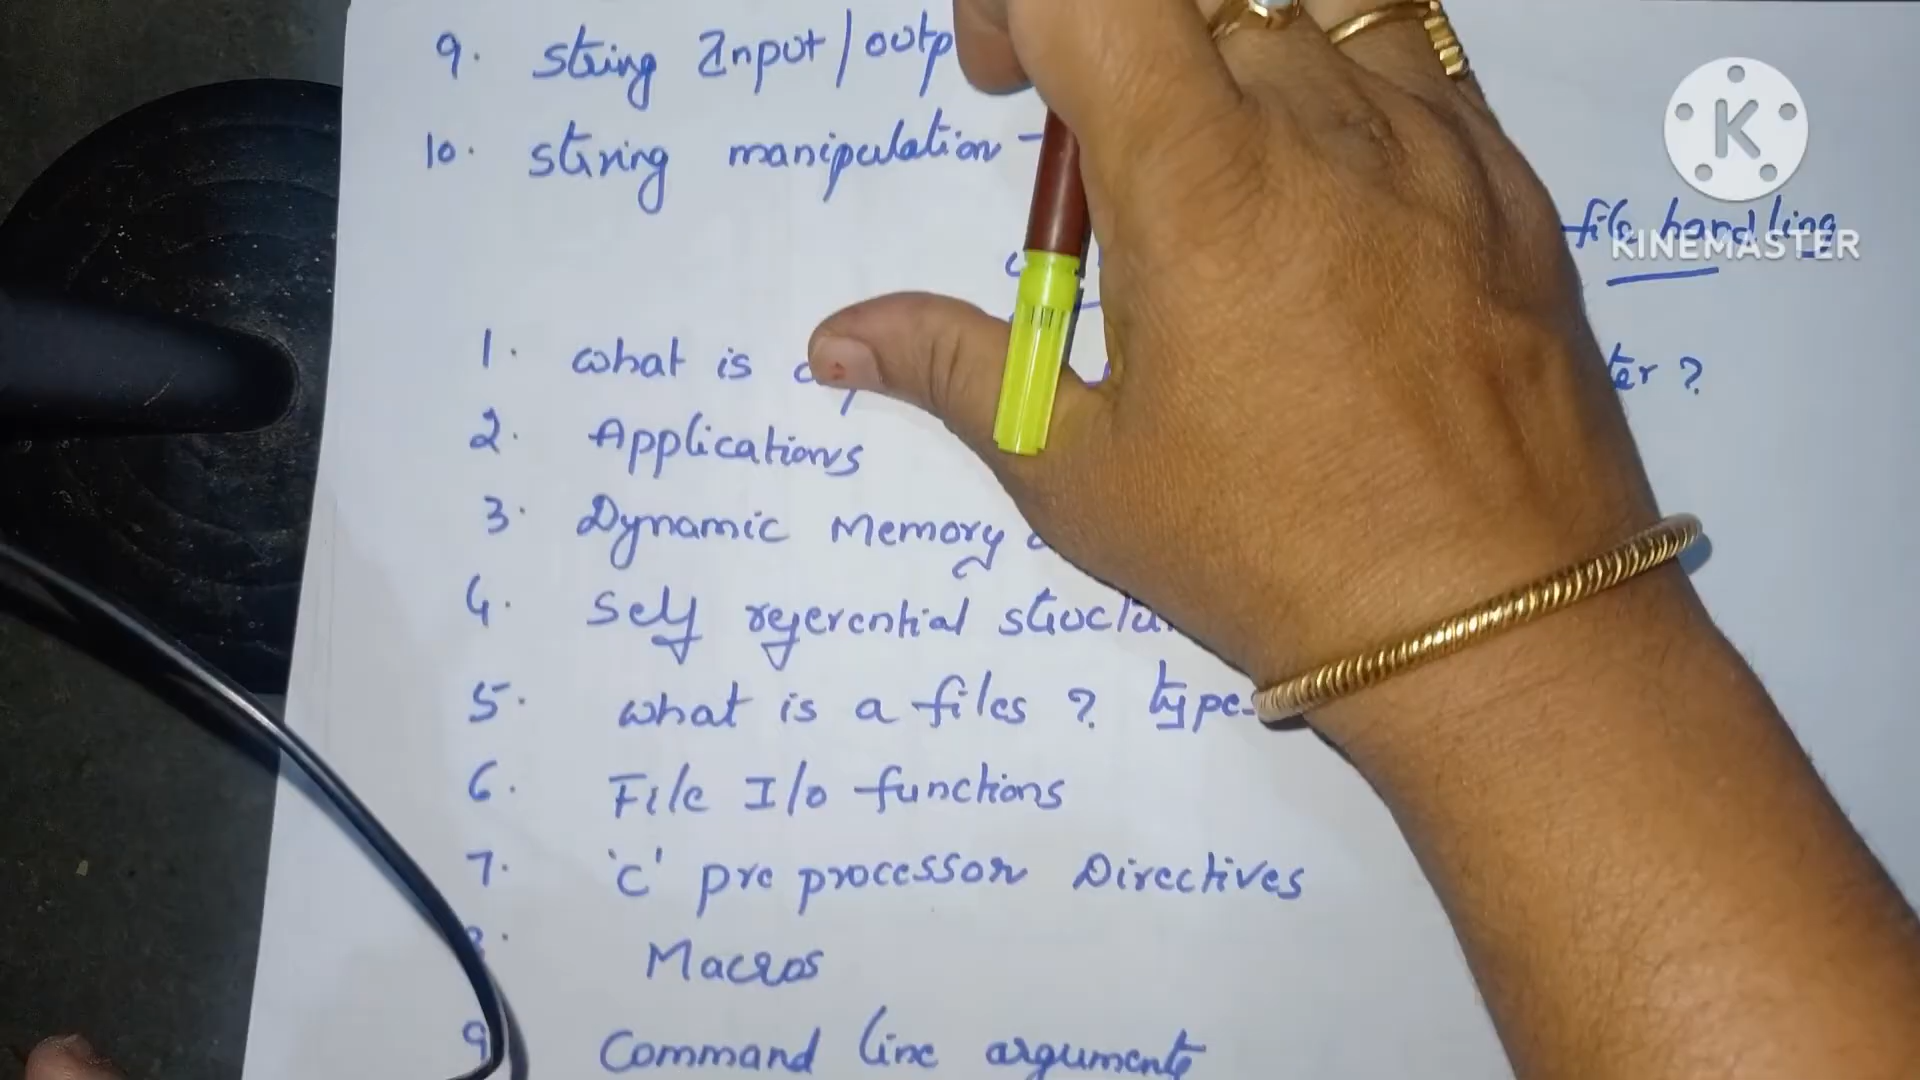 9. string Input/outp
10. string manipulation -
K
file handling
KINEMASTER
1. what is ter?
2. Applications
3. Dynamic Memory
4. Self referential structu
5. what is a files? type
6. File I/o functions
7. 'c' pre processor Directives
8. Macros
9 Command line arguments